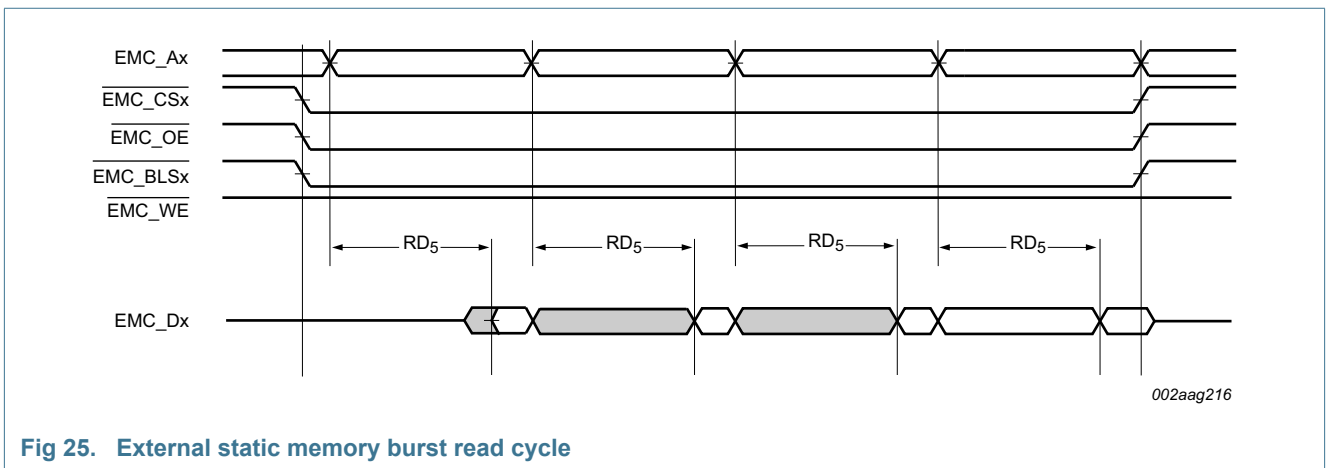 EMC_Ax
EMC_CSx
EMC_OE
EMC_BLSx
EMC_WE
RD5 RD5 RD5 RD5
EMC_Dx
002aag216
Fig 25. External static memory burst read cycle